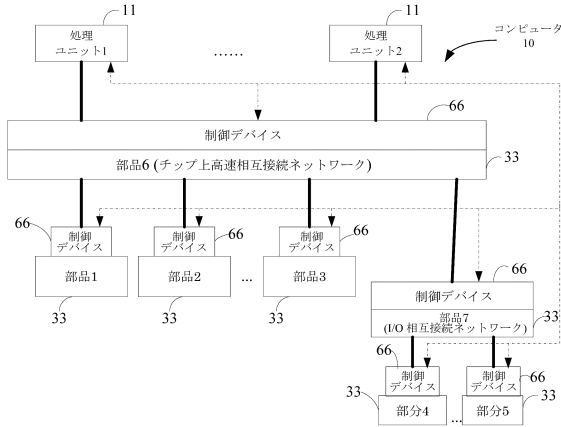 11
11
処理
ユニット1
......
処理
ユニット2
コンピュータ
10
66
制御デバイス
部品6 (チップ上高速相互接続ネットワーク)
33
66
制御
デバイス
66
制御
デバイス
66
制御
デバイス
66
部品1
部品2
...
部品3
制御デバイス
33
33
33
部品7
(I/O 相互接続ネットワーク)
33
66
制御
デバイス
制御
デバイス
66
33
部分4
...
部分5
33